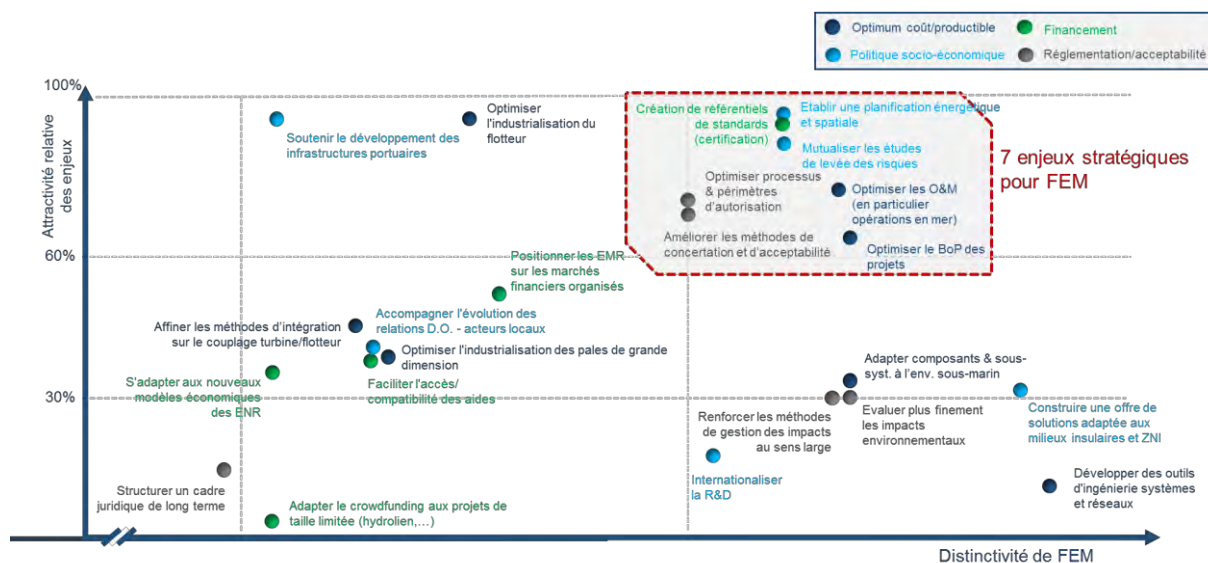 Optimum coût/productible
Financement
Politique socio-économique
Réglementation/acceptabilité
100%
60%
30%
Attractivité relative
des enjeux
Soutenir le développement des
infrastructures portuaires
Optimiser
l'industrialisation du
flotteur
Création de référentiels
de standards
(certification)
Etablir une planification énergétique
et spatiale
Mutualiser les études
de levée des risques
7 enjeux stratégiques
pour FEM
Optimiser processus
& périmètres
d'autorisation
Optimiser les O&M
(en particulier
opérations en mer)
Améliorer les méthodes de
concertation et d'acceptabilité
Optimiser le BoP des
projets
Positionner les EMR
sur les marchés
financiers organisés
Affiner les méthodes d'intégration
sur le couplage turbine/flotteur
Accompagner l'évolution des
relations D.O. - acteurs locaux
Optimiser l'industrialisation des pales de grande
dimension
S'adapter aux nouveaux
modèles économiques
des ENR
Faciliter l'accès/
compatibilité des aides
Adapter composants & sous-
syst. à l'env. sous-marin
Renforcer les méthodes
de gestion des impacts
au sens large
Evaluer plus finement
les impacts
environnementaux
Construire une offre de
solutions adaptée aux
milieux insulaires et ZNI
Structurer un cadre
juridique de long terme
Internationaliser
la R&D
Développer des outils
d'ingénierie systèmes
et réseaux
Adapter le crowdfunding aux projets de
taille limitée (hydrolien,…)
Distinctivité de FEM